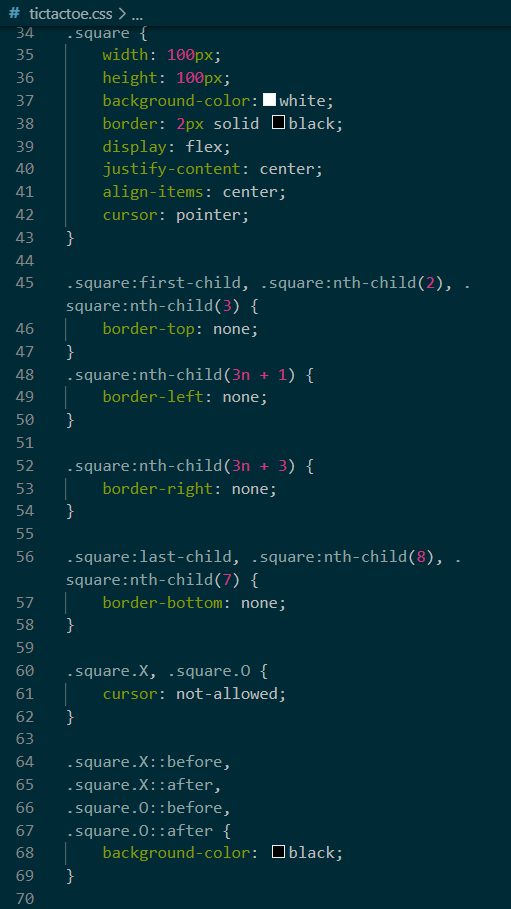 # tictactoe.css > ...
34 .square {
35 width: 100px;
36 height: 100px;
37 background-color: white;
38 border: 2px solid black;
39 display: flex;
40 justify-content: center;
41 align-items: center;
42 cursor: pointer;
43 }
44
45 .square:first-child, .square:nth-child(2), .
square:nth-child(3) {
46 border-top: none;
47 }
48 .square:nth-child(3n + 1) {
49 border-left: none;
50 }
51
52 .square:nth-child(3n + 3) {
53 border-right: none;
54 }
55
56 .square:last-child, .square:nth-child(8), .
square:nth-child(7) {
57 border-bottom: none;
58 }
59
60 .square.X, .square.O {
61 cursor: not-allowed;
62 }
63
64 .square.X::before,
65 .square.X::after,
66 .square.O::before,
67 .square.O::after {
68 background-color: black;
69 }
70